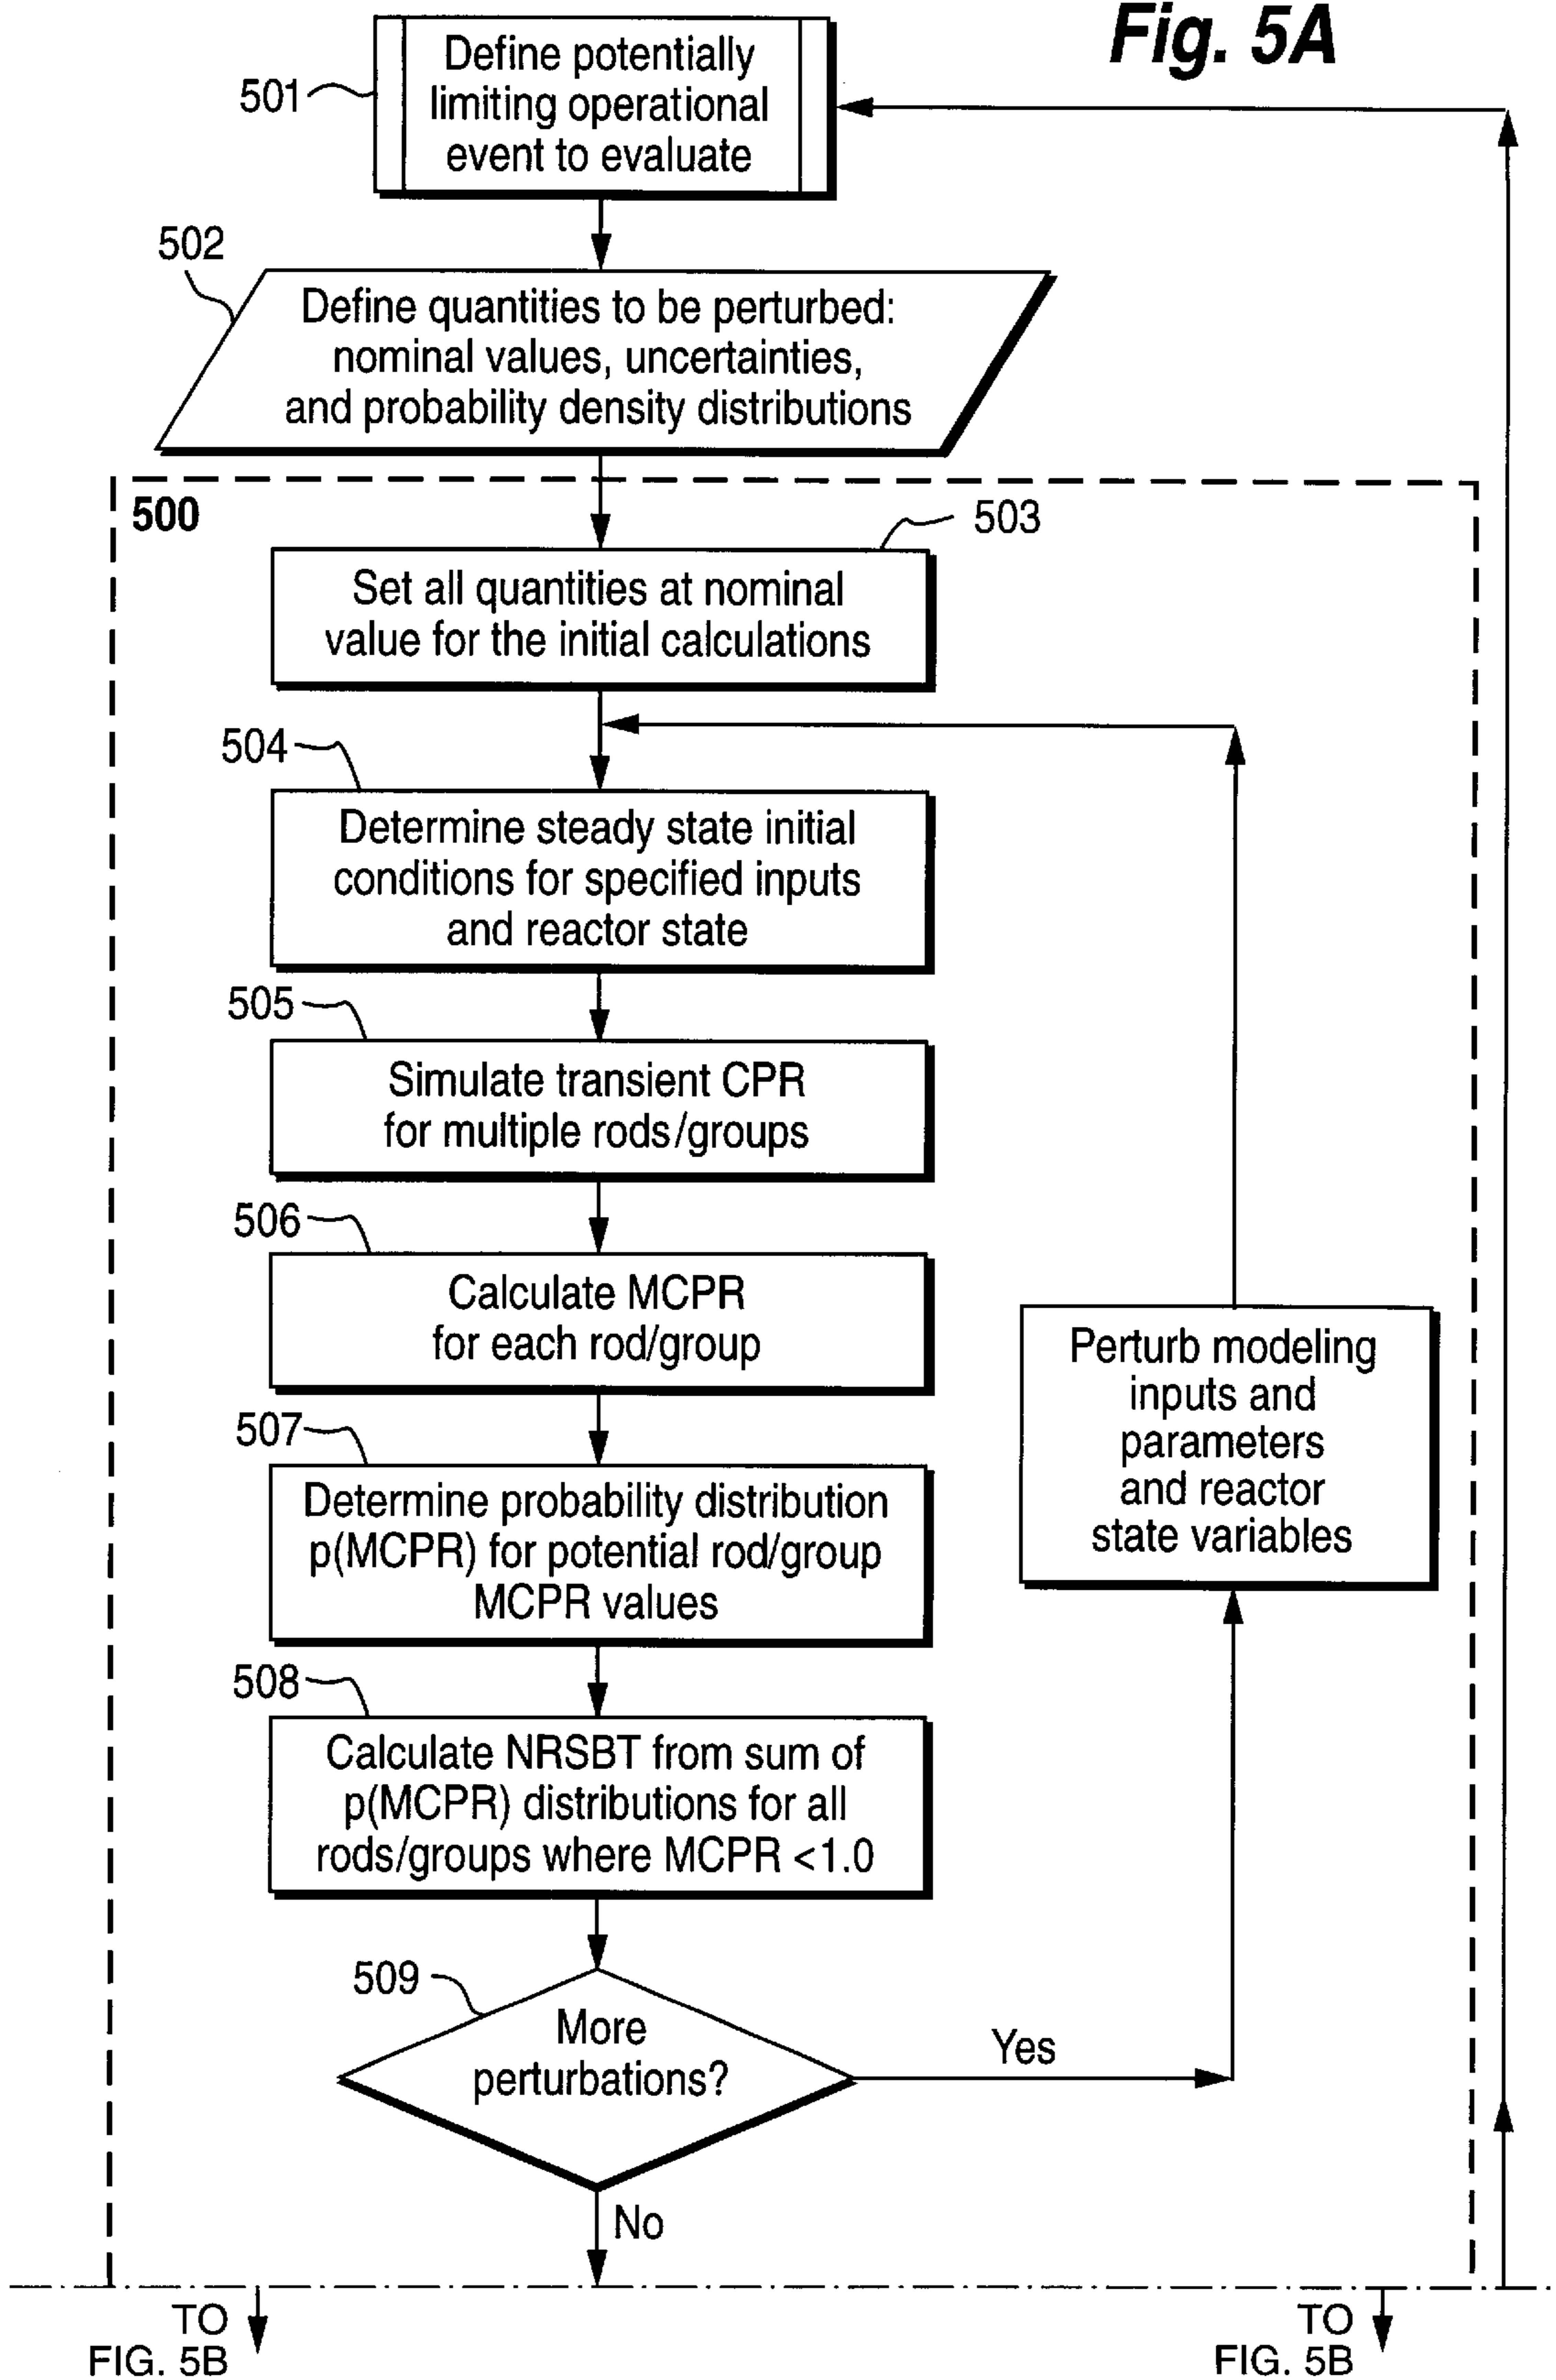 Fig. 5A
501
Define potentially
limiting operational
event to evaluate
502
Define quantities to be perturbed:
nominal values, uncertainties,
and probability density distributions
500
503
Set all quantities at nominal
value for the initial calculations
504
Determine steady state initial
conditions for specified inputs
and reactor state
505
Simulate transient CPR
for multiple rods/groups
506
Calculate MCPR
for each rod/group
Perturb modeling
inputs and
parameters
and reactor
state variables
507
Determine probability distribution
p(MCPR) for potential rod/group
MCPR values
508
Calculate NRSBT from sum of
p(MCPR) distributions for all
rods/groups where MCPR <1.0
509
More
perturbations?
Yes
No
TO
FIG. 5B
TO
FIG. 5B